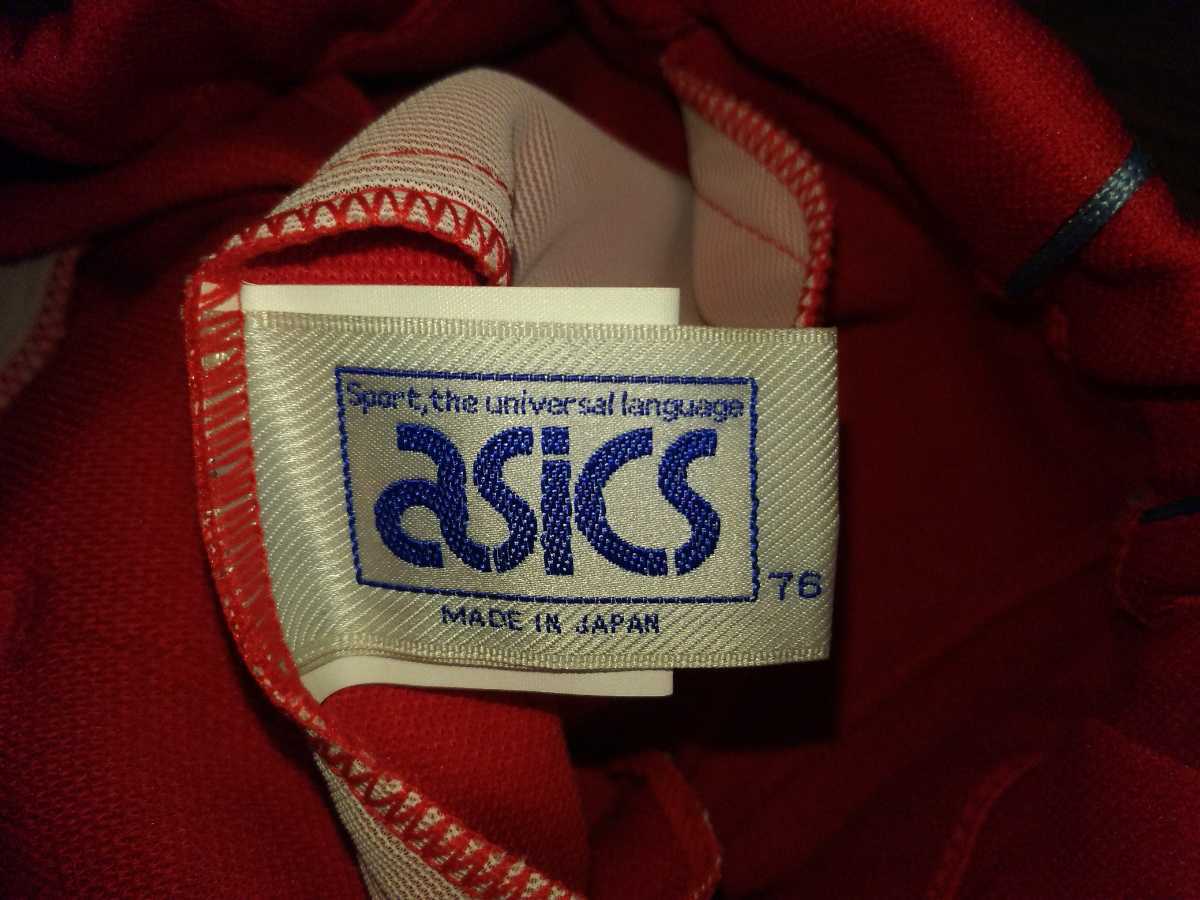 Sport, the universal language
asics
76
MADE IN JAPAN